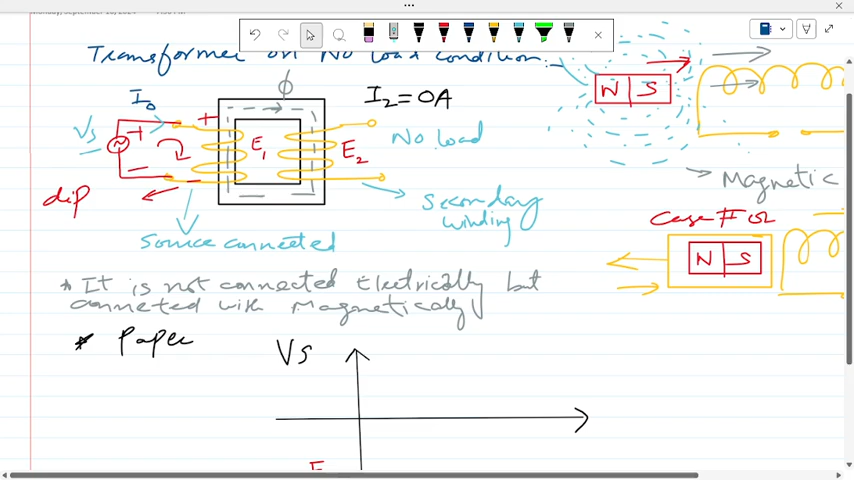 Transformer on No load condition:-
ϕ
I₂ = 0A
I₀
Vs
+
+
E₁
E₂
No load
N S
dip
Secondary
winding
Source connected
Magnetic
Case # 02
N S
* It is not connected Electrically but
connected with Magnetically
* Paper
Vs
E